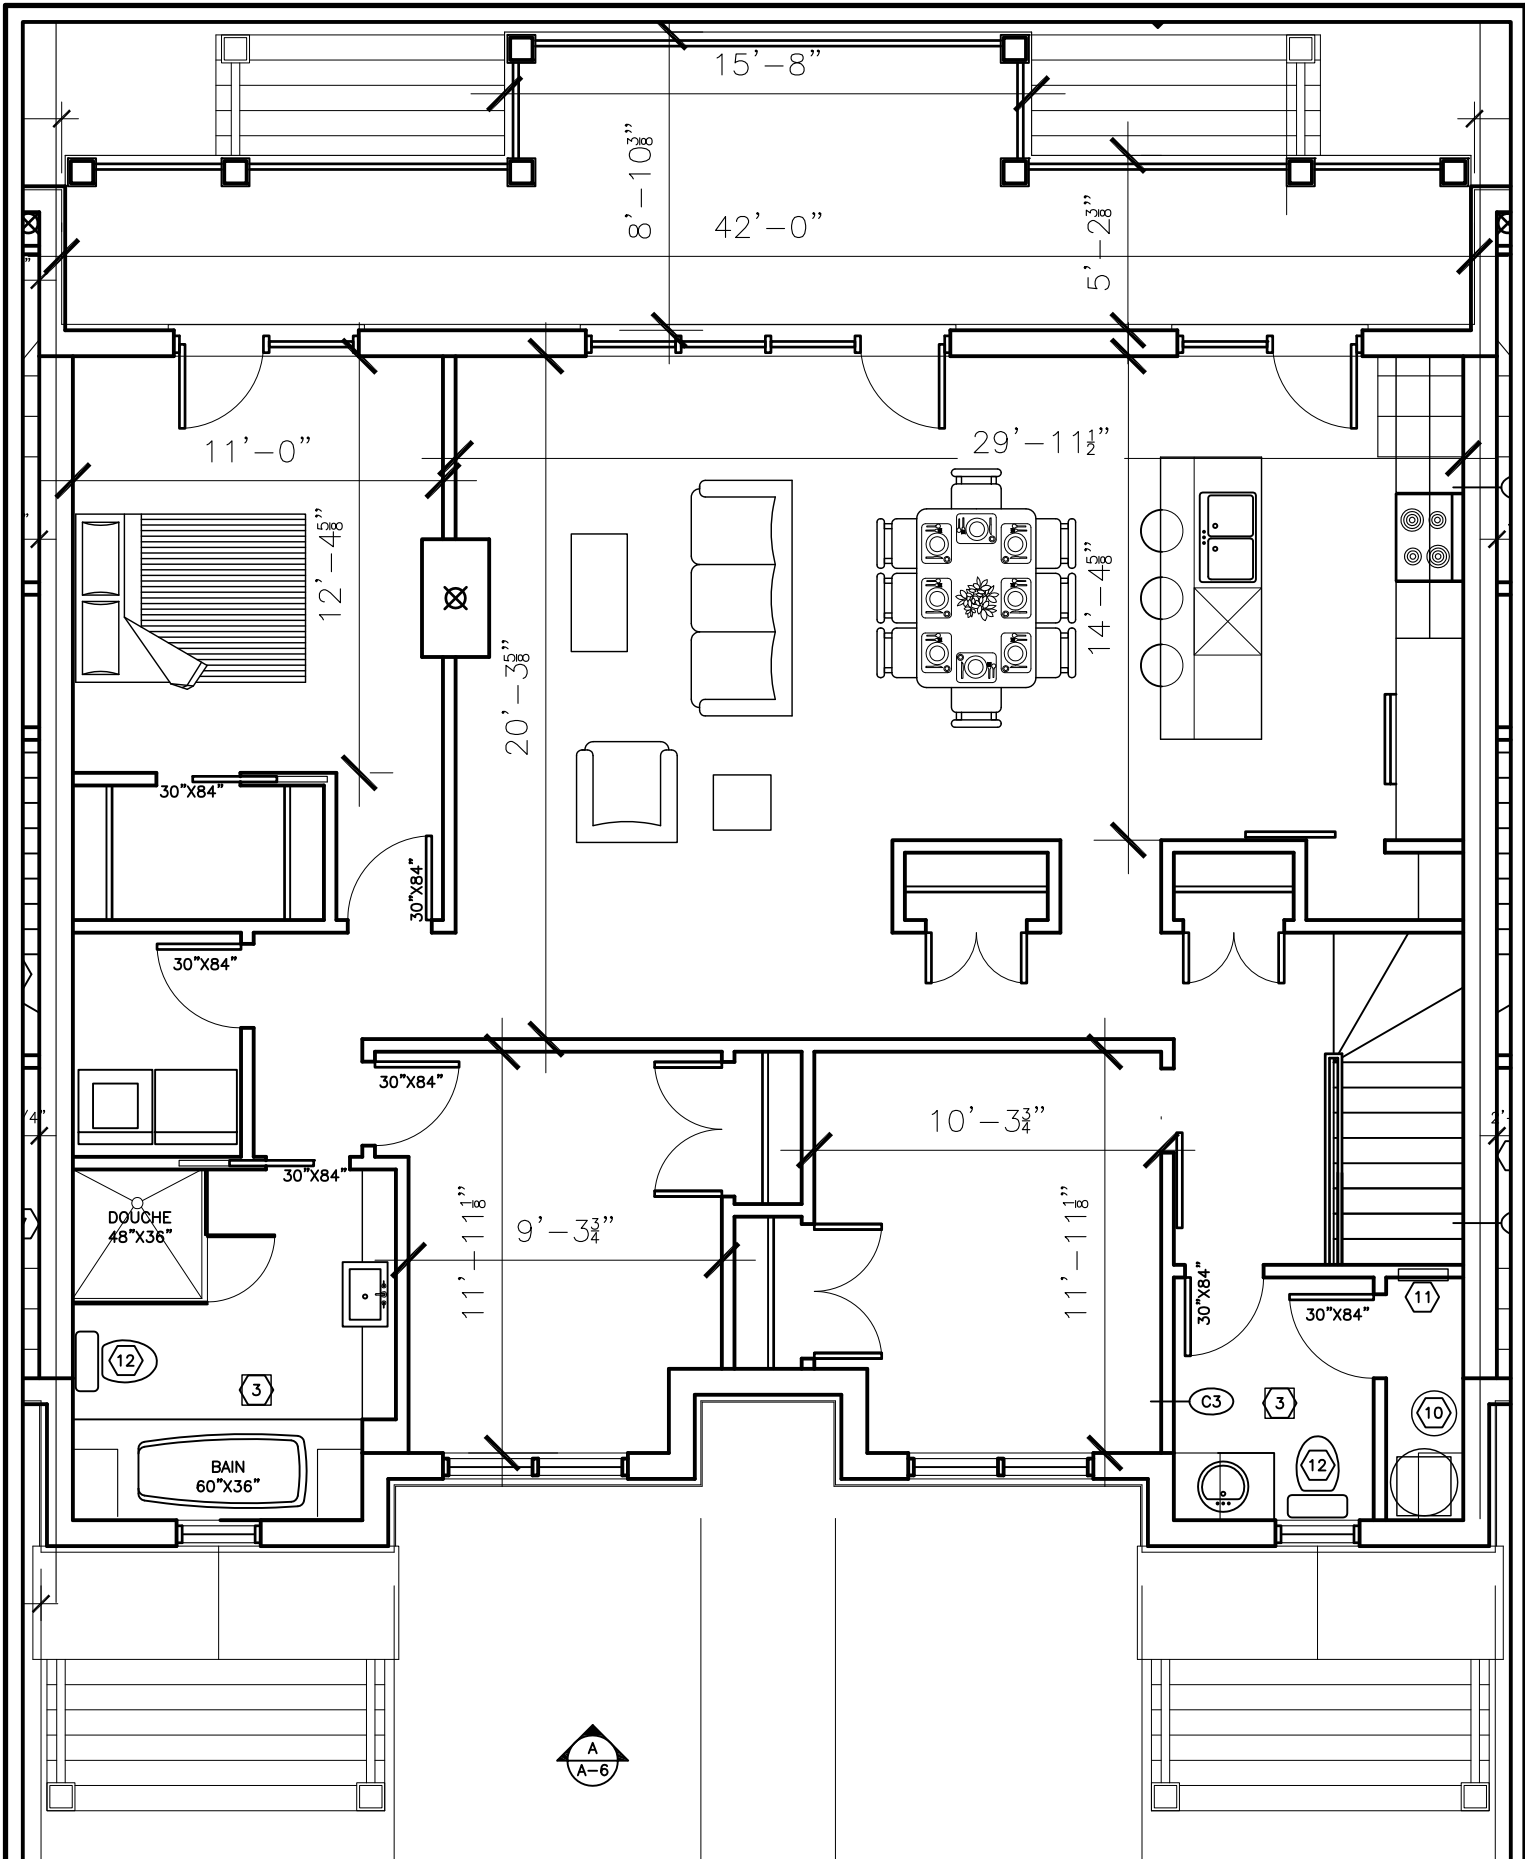 15'-8"
8'-10⅜"
42'-0"
5'-2⅜"
11'-0"
29'-11½"
12'-4⅝"
14'-4⅝"
20'-3⅝"
30"X84"
30"X84"
30"X84"
30"X84"
10'-3¾"
30"X84"
DOUCHE
48"X36"
11'-11⅛"
9'-3¾"
11'-11⅛"
30"X84"
30"X84"
11
12
3
C3
3
10
12
BAIN
60"X36"
A
A-6